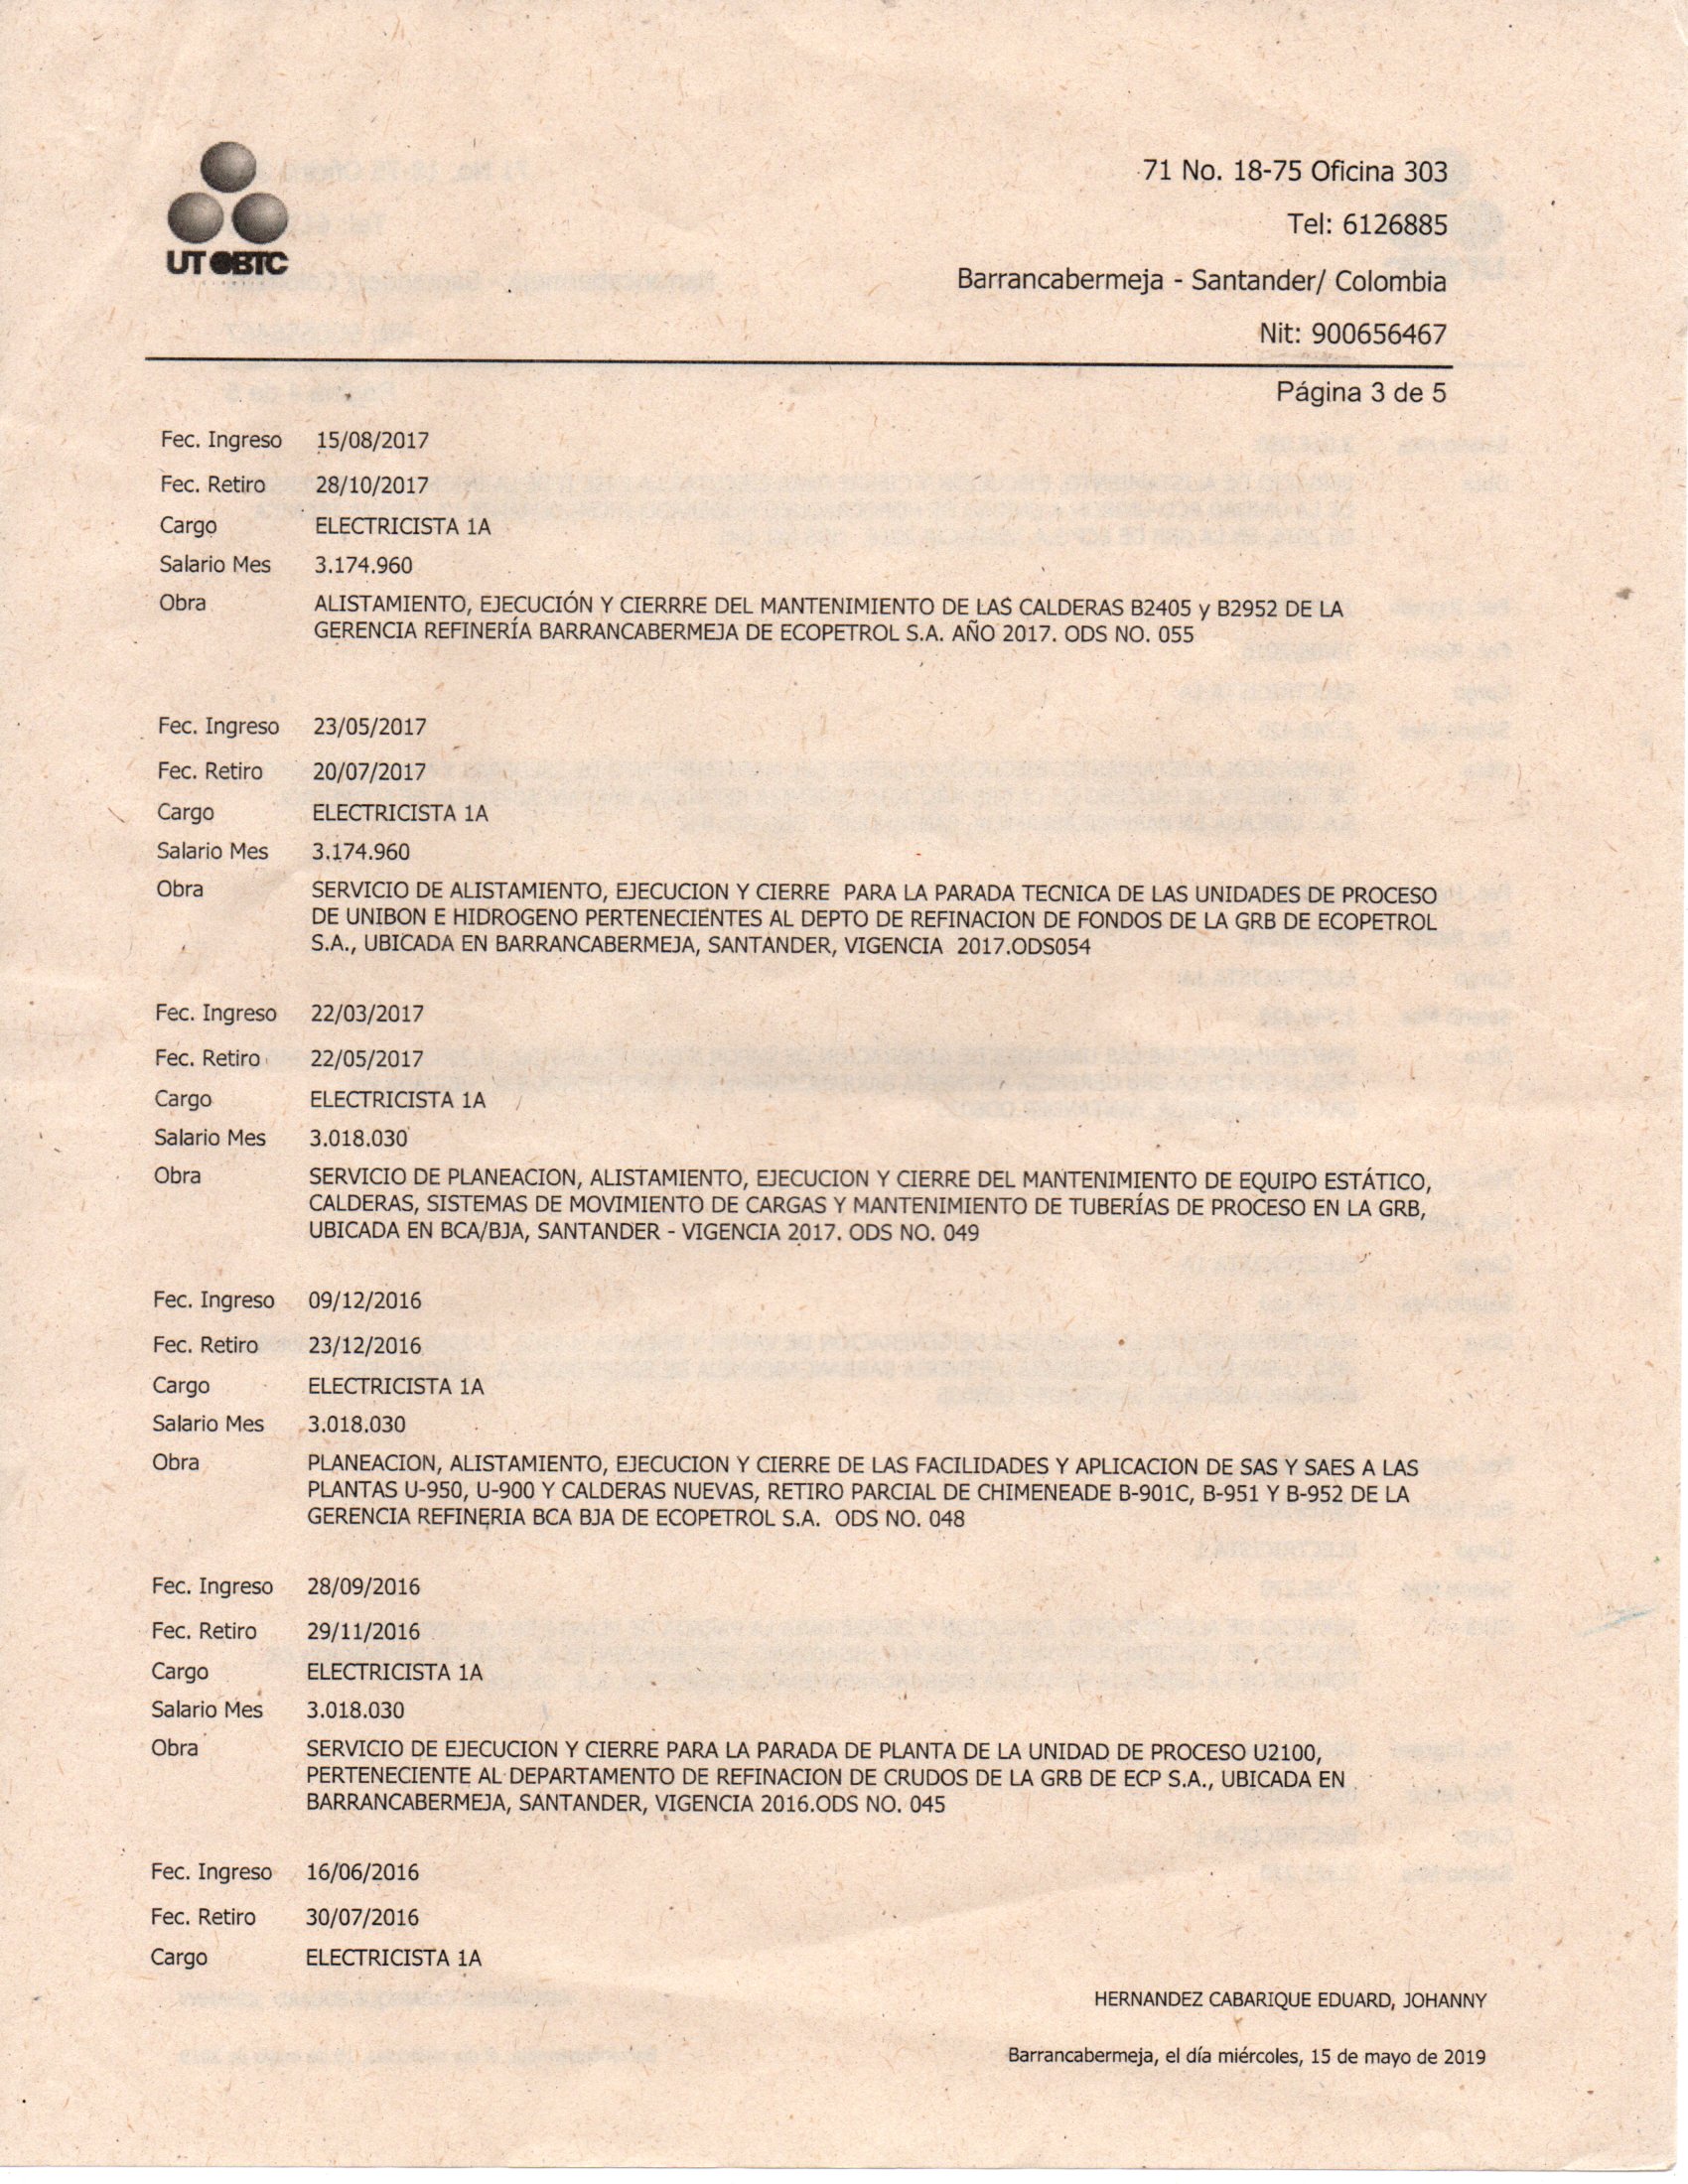 UT OBTC
71 No. 18-75 Oficina 303
Tel: 6126885
Barrancabermeja - Santander/ Colombia
Nit: 900656467
Página 3 de 5
Fec. Ingreso 15/08/2017
Fec. Retiro 28/10/2017
Cargo ELECTRICISTA 1A
Salario Mes 3.174.960
Obra ALISTAMIENTO, EJECUCIÓN Y CIERRRE DEL MANTENIMIENTO DE LAS CALDERAS B2405 y B2952 DE LA
GERENCIA REFINERÍA BARRANCABERMEJA DE ECOPETROL S.A. AÑO 2017. ODS NO. 055
Fec. Ingreso 23/05/2017
Fec. Retiro 20/07/2017
Cargo ELECTRICISTA 1A
Salario Mes 3.174.960
Obra SERVICIO DE ALISTAMIENTO, EJECUCION Y CIERRE PARA LA PARADA TECNICA DE LAS UNIDADES DE PROCESO
DE UNIBON E HIDROGENO PERTENECIENTES AL DEPTO DE REFINACION DE FONDOS DE LA GRB DE ECOPETROL
S.A., UBICADA EN BARRANCABERMEJA, SANTANDER, VIGENCIA 2017.ODS054
Fec. Ingreso 22/03/2017
Fec. Retiro 22/05/2017
Cargo ELECTRICISTA 1A
Salario Mes 3.018.030
Obra SERVICIO DE PLANEACION, ALISTAMIENTO, EJECUCION Y CIERRE DEL MANTENIMIENTO DE EQUIPO ESTÁTICO,
CALDERAS, SISTEMAS DE MOVIMIENTO DE CARGAS Y MANTENIMIENTO DE TUBERÍAS DE PROCESO EN LA GRB,
UBICADA EN BCA/BJA, SANTANDER - VIGENCIA 2017. ODS NO. 049
Fec. Ingreso 09/12/2016
Fec. Retiro 23/12/2016
Cargo ELECTRICISTA 1A
Salario Mes 3.018.030
Obra PLANEACION, ALISTAMIENTO, EJECUCION Y CIERRE DE LAS FACILIDADES Y APLICACION DE SAS Y SAES A LAS
PLANTAS U-950, U-900 Y CALDERAS NUEVAS, RETIRO PARCIAL DE CHIMENEADE B-901C, B-951 Y B-952 DE LA
GERENCIA REFINERIA BCA BJA DE ECOPETROL S.A. ODS NO. 048
Fec. Ingreso 28/09/2016
Fec. Retiro 29/11/2016
Cargo ELECTRICISTA 1A
Salario Mes 3.018.030
Obra SERVICIO DE EJECUCION Y CIERRE PARA LA PARADA DE PLANTA DE LA UNIDAD DE PROCESO U2100,
PERTENECIENTE AL DEPARTAMENTO DE REFINACION DE CRUDOS DE LA GRB DE ECP S.A., UBICADA EN
BARRANCABERMEJA, SANTANDER, VIGENCIA 2016.ODS NO. 045
Fec. Ingreso 16/06/2016
Fec. Retiro 30/07/2016
Cargo ELECTRICISTA 1A
HERNANDEZ CABARIQUE EDUARD, JOHANNY
Barrancabermeja, el día miércoles, 15 de mayo de 2019